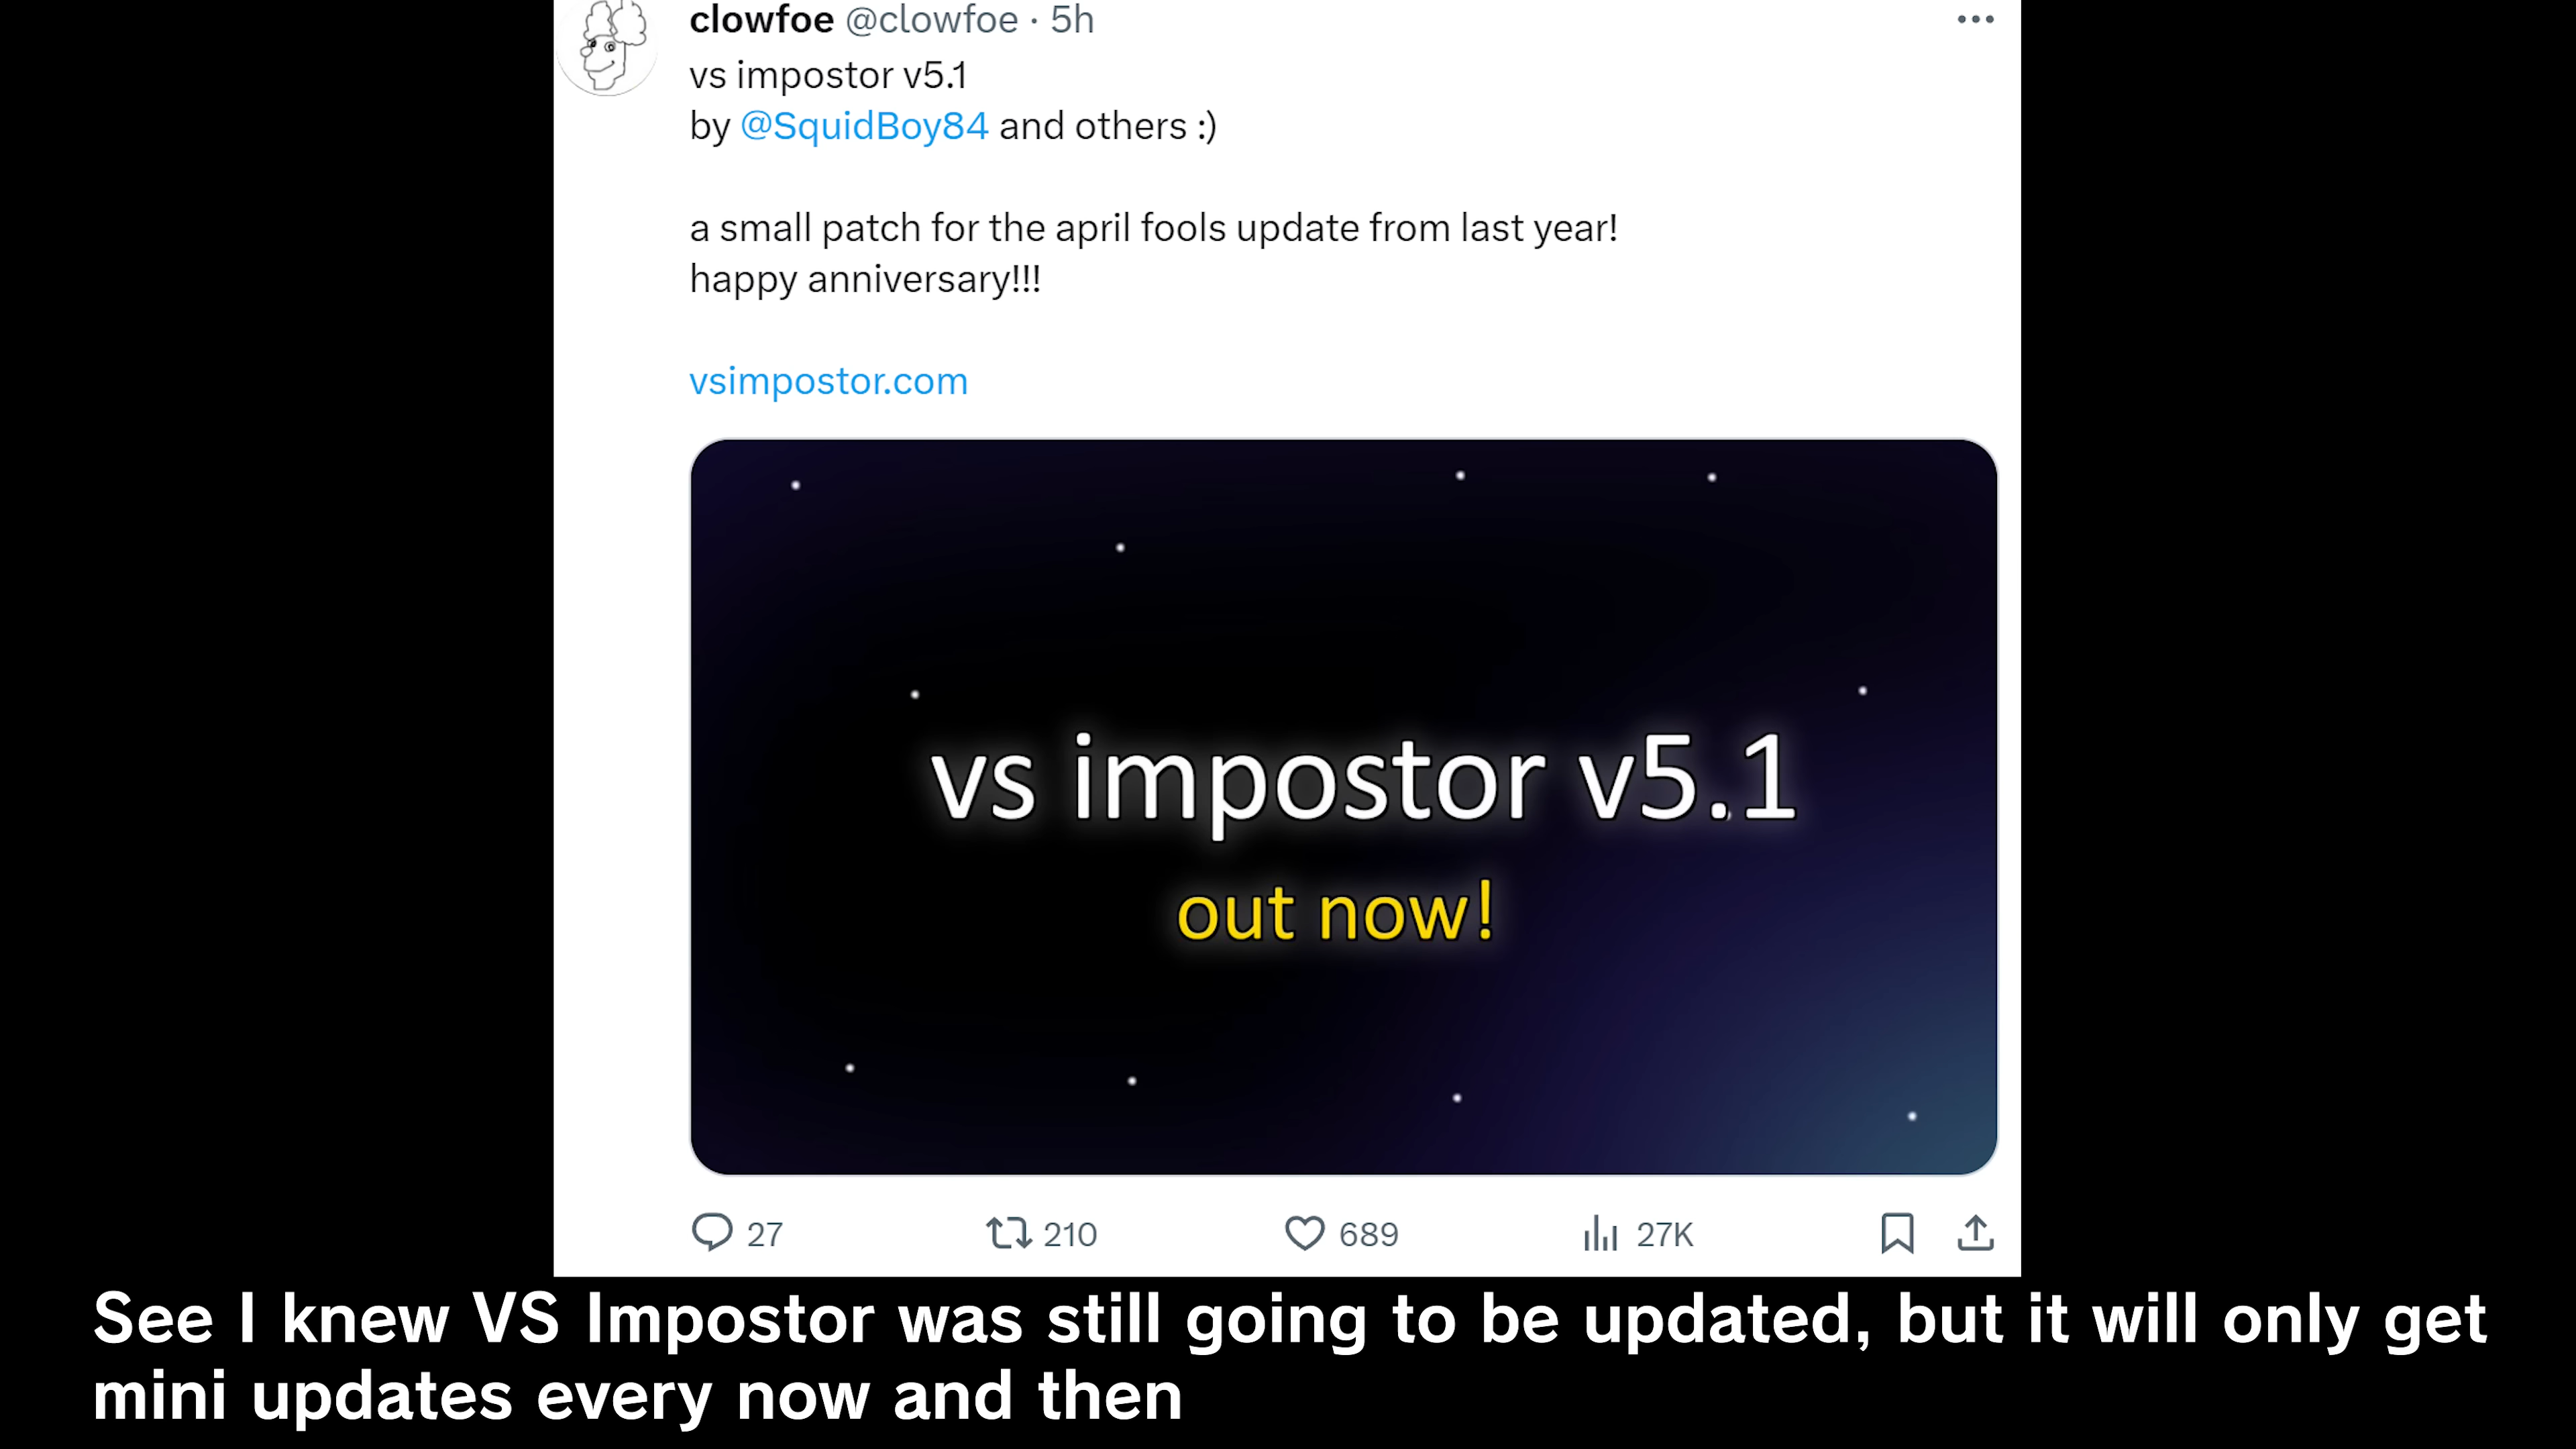 clowfoe @clowfoe · 5h
vs impostor v5.1
by @SquidBoy84 and others :)
a small patch for the april fools update from last year!
happy anniversary!!!
vsimpostor.com
vs impostor v5.1
out now!
27 210 689 27K
See I knew VS Impostor was still going to be updated, but it will only get
mini updates every now and then